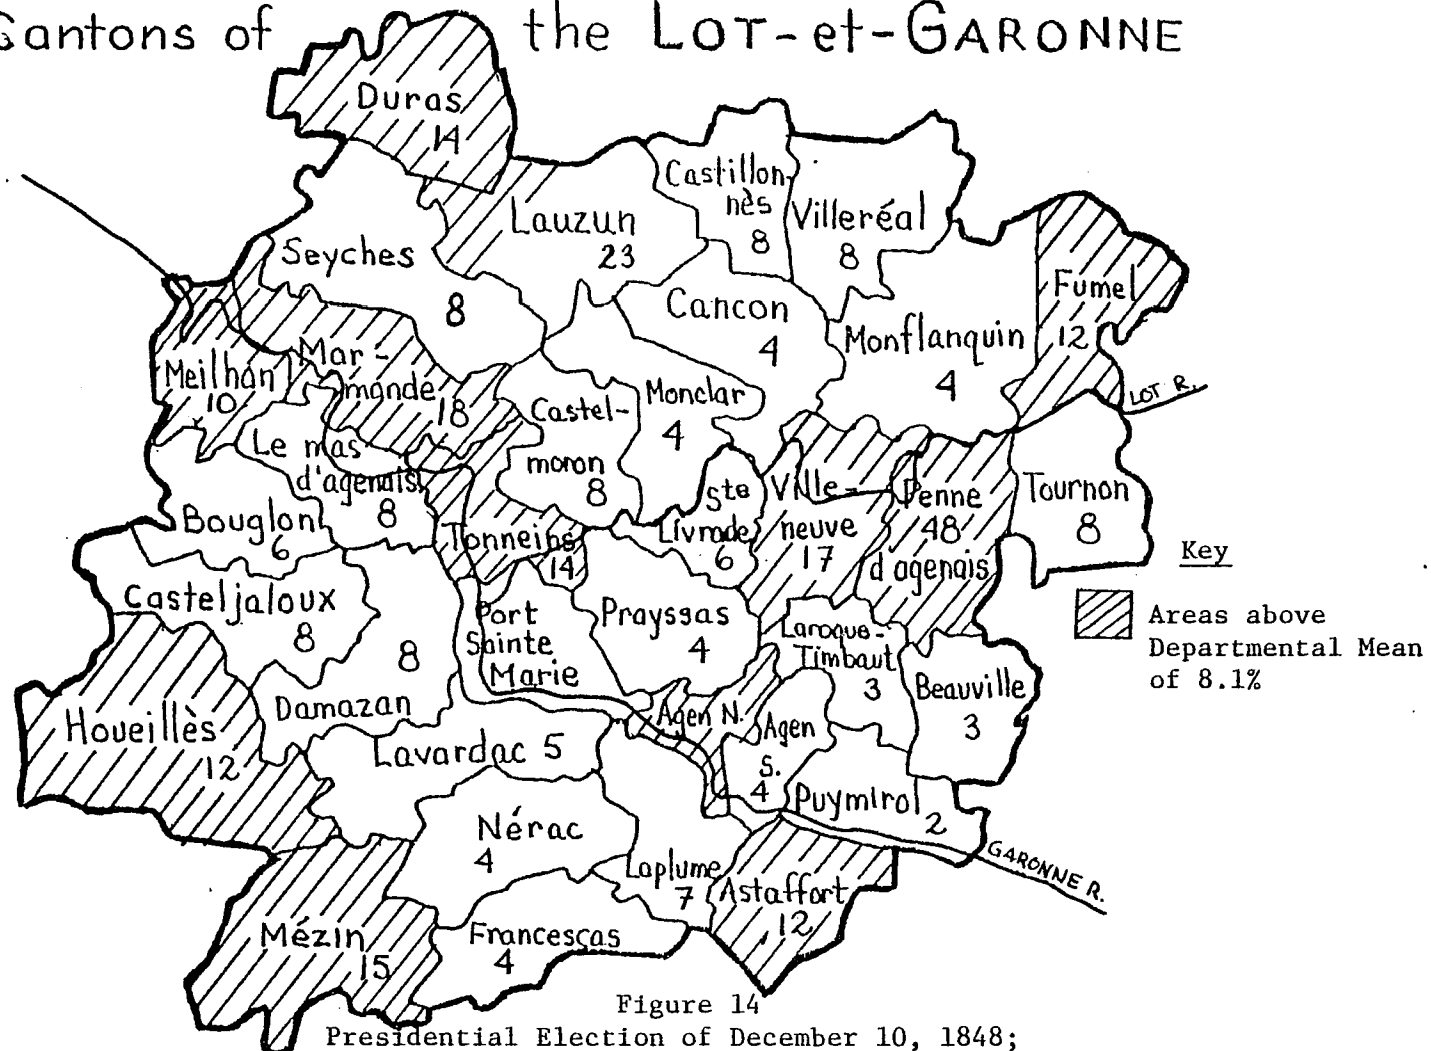 Cantons of the LOT-et-GARONNE
Duras
14
Castillon-
nès
8
Villeréal
8
Lauzun
23
Seyches
8
Fumel
12
Cancon
4
Monflanquin
4
Meilhan
10
Mar-
mande
18
Monclar
4
LOT R.
Castel-
moron
8
Le mas
d'agenais
8
Ste
Livrade
6
Ville-
neuve
17
Penne
48
d'agenais
Tournon
8
Bouglon
6
Tonneins
14
Key
Areas above
Departmental Mean
of 8.1%
Casteljaloux
8
Port
Sainte
Marie
Prayssas
4
Laroque-
Timbaut
3
Beauville
3
8
Damazan
Houeillès
12
Agen N.
Agen
S.
4
Lavardac 5
Puymirol
2
Nérac
4
Laplume
7
Astaffort
12
GARONNE R.
Mézin
15
Francescas
4
Figure 14
Presidential Election of December 10, 1848;